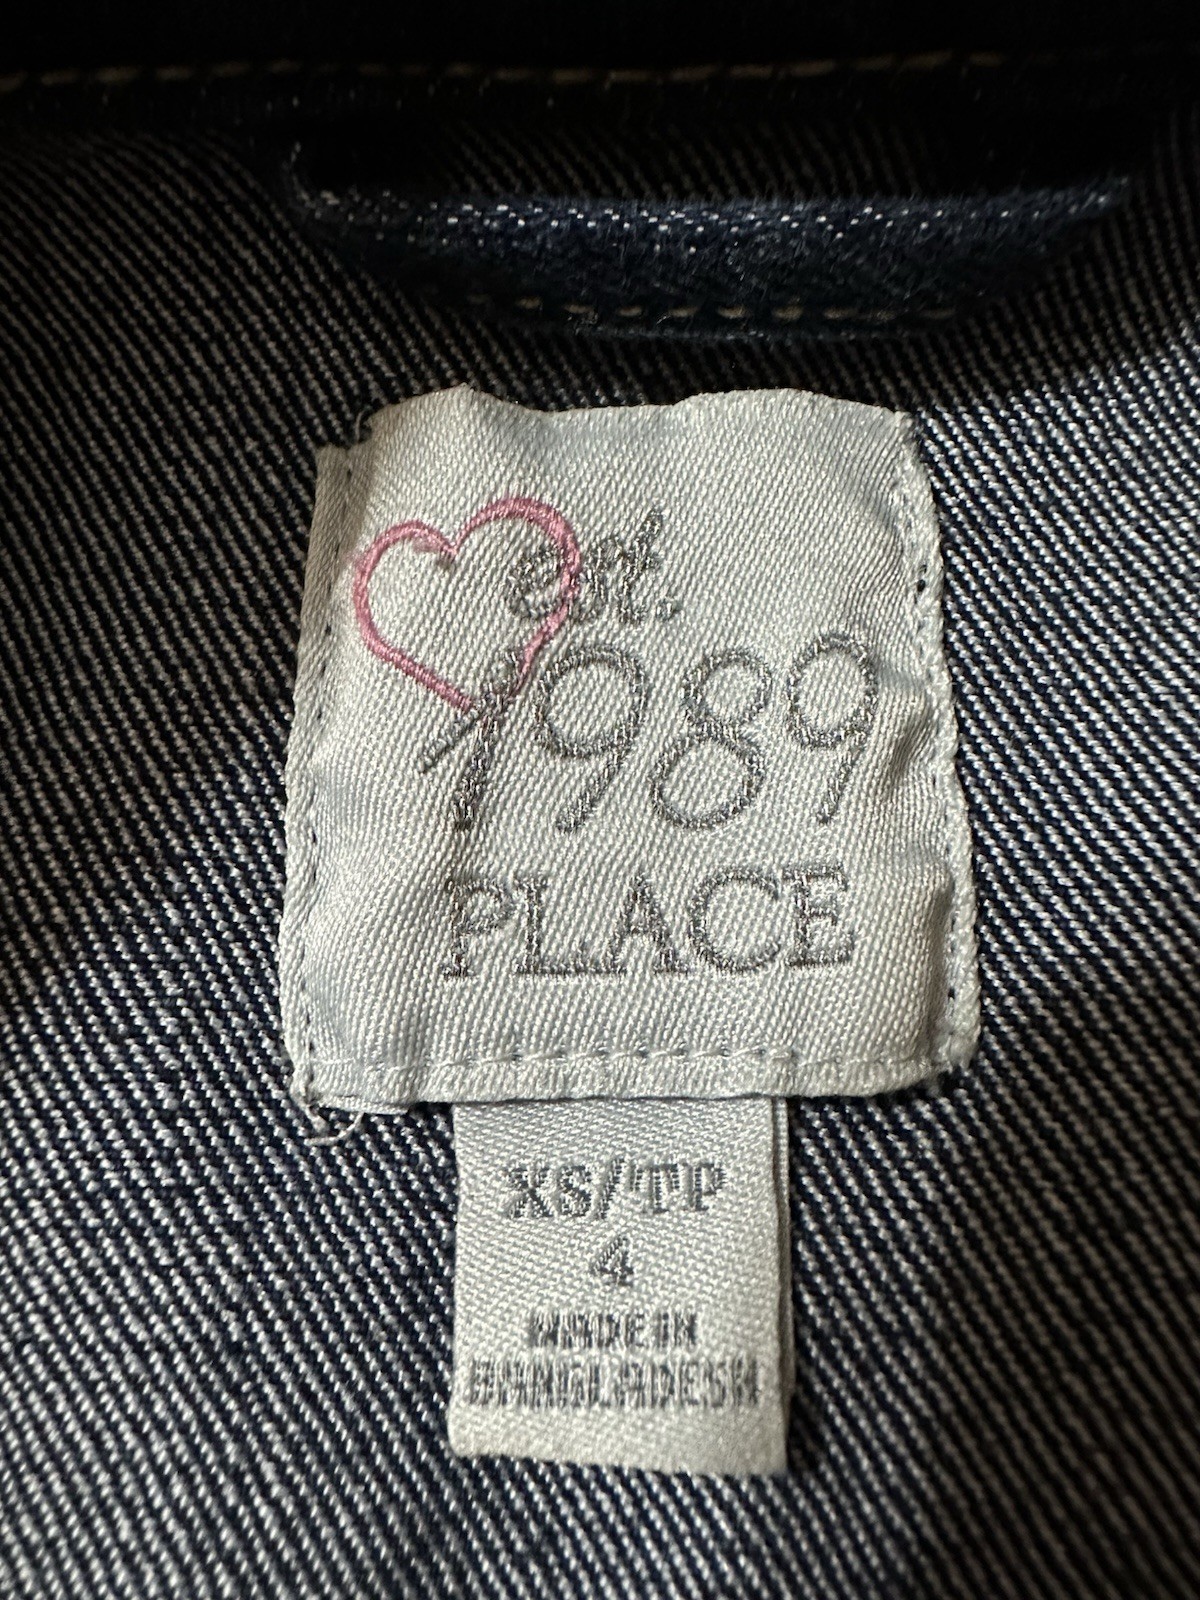 est.
1989
PLACE
XS/TP
4
MADE IN
BANGLADESH